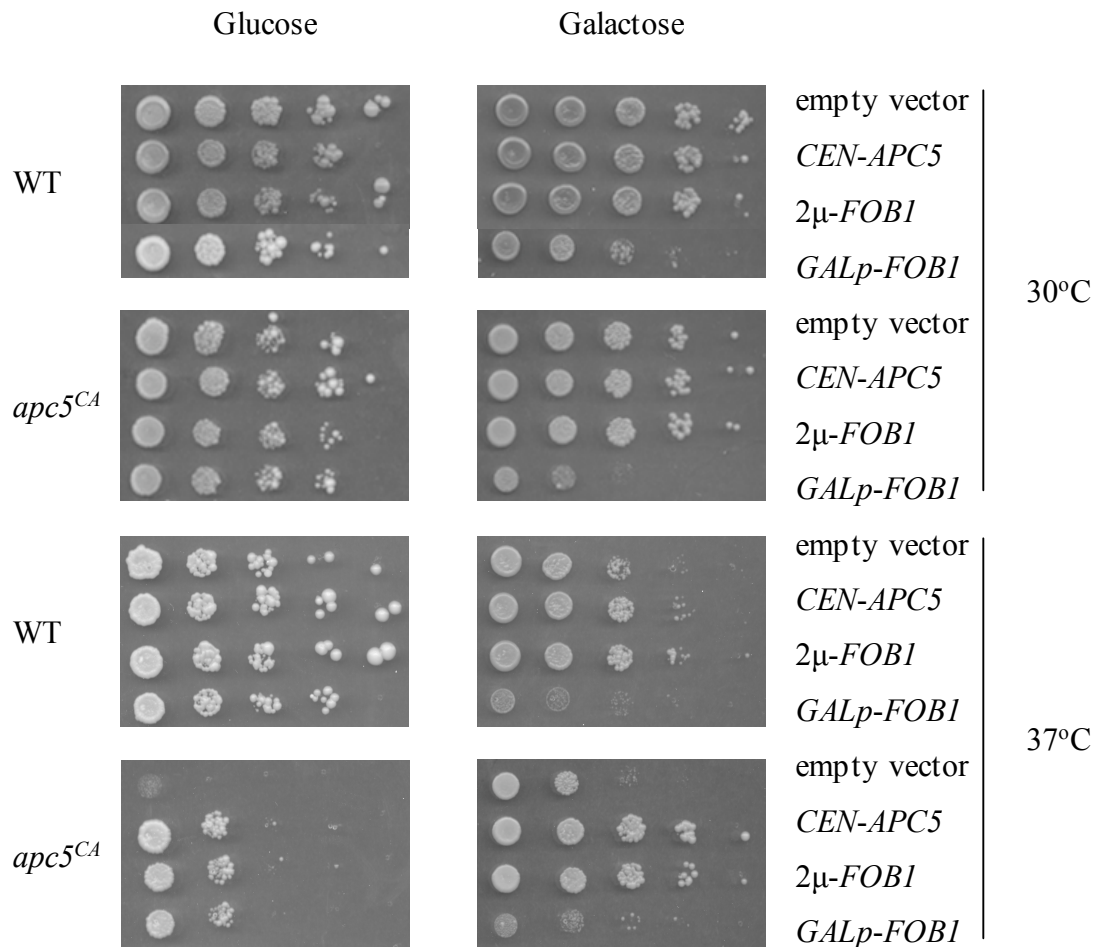 Glucose Galactose
empty vector
CEN-APC5
WT
2μ-FOB1
GALp-FOB1
30°C
empty vector
CEN-APC5
apc5CA
2μ-FOB1
GALp-FOB1
empty vector
CEN-APC5
WT
2μ-FOB1
GALp-FOB1
37°C
empty vector
CEN-APC5
apc5CA
2μ-FOB1
GALp-FOB1